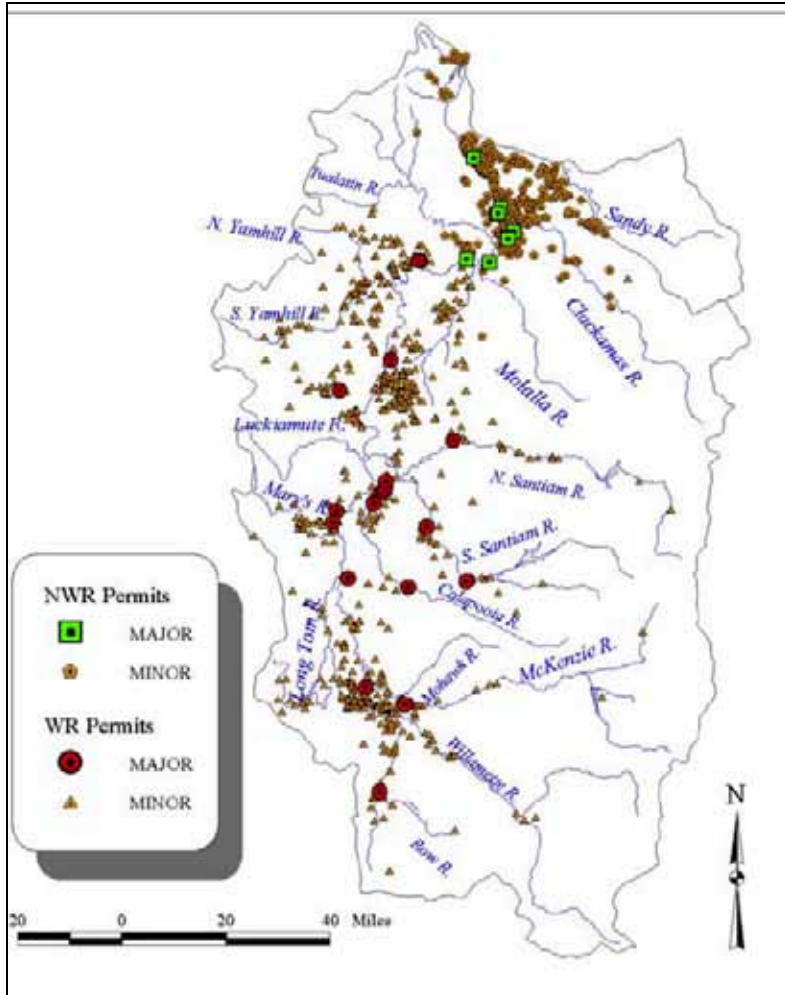 Tualatin R.
N. Yamhill R.
Sandy R.
S. Yamhill R.
Clackamas R.
Molalla R.
Luckiamute R.
N. Santiam R.
Mary's R.
S. Santiam R.
Calapooia R.
Long Tom R.
Mohawk R.
McKenzie R.
Willamette R.
Row R.
NWR Permits
MAJOR
MINOR
WR Permits
MAJOR
MINOR
N
20 0 20 40 Miles